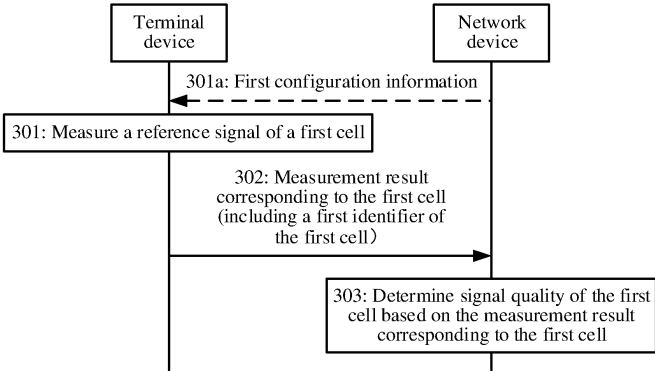 Terminal
device
Network
device
301a: First configuration information
301: Measure a reference signal of a first cell
302: Measurement result
corresponding to the first cell
(including a first identifier of
the first cell）
303: Determine signal quality of the first
cell based on the measurement result
corresponding to the first cell